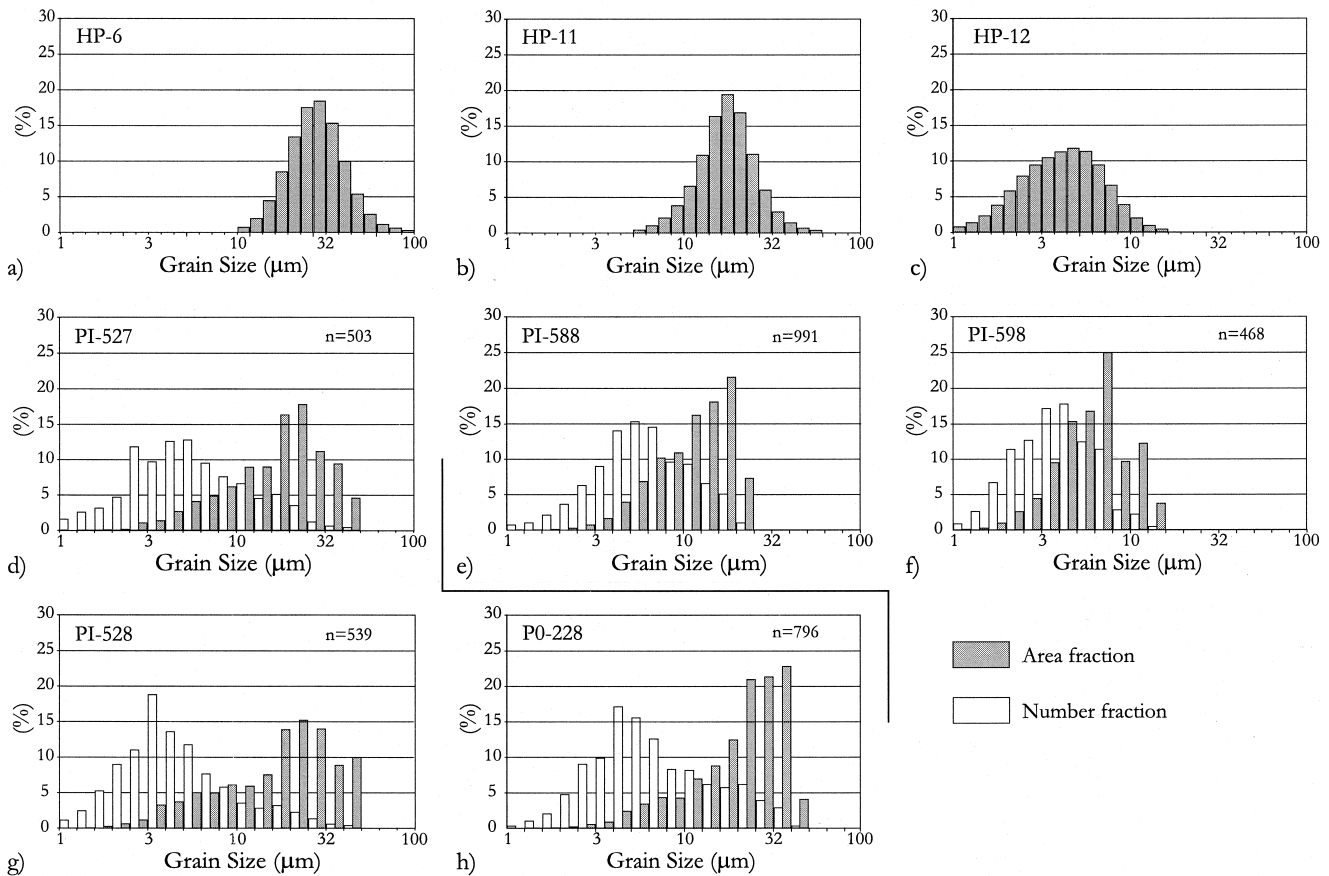 30
25
20
15
10
5
0
(%)
HP-6
1 3 10 32 100
Grain Size (µm)
a)
30
25
20
15
10
5
0
(%)
HP-11
1 3 10 32 100
Grain Size (µm)
b)
30
25
20
15
10
5
0
(%)
HP-12
1 3 10 32 100
Grain Size (µm)
c)
30
25
20
15
10
5
0
(%)
PI-527 n=503
1 3 10 32 100
Grain Size (µm)
d)
30
25
20
15
10
5
0
(%)
PI-588 n=991
1 3 10 32 100
Grain Size (µm)
e)
30
25
20
15
10
5
0
(%)
PI-598 n=468
1 3 10 32 100
Grain Size (µm)
f)
30
25
20
15
10
5
0
(%)
PI-528 n=539
1 3 10 32 100
Grain Size (µm)
g)
30
25
20
15
10
5
0
(%)
P0-228 n=796
1 3 10 32 100
Grain Size (µm)
h)
Area fraction
Number fraction